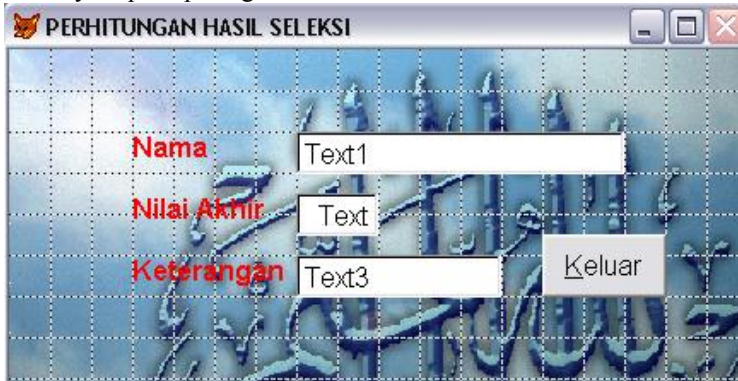 PERHITUNGAN HASIL SELEKSI
Nama Text1
Nilai Akhir Text
Keterangan Text3
Keluar